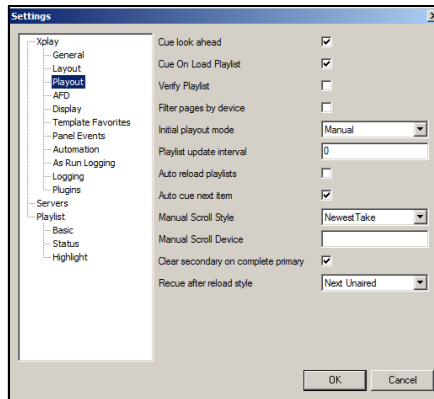 Settings
Xplay
General
Layout
Playout
AFD
Display
Template Favorites
Panel Events
Automation
As Run Logging
Logging
Plugins
Servers
Playlist
Basic
Status
Highlight
Cue look ahead
Cue On Load Playlist
Verify Playlist
Filter pages by device
Initial playout mode Manual
Playlist update interval 0
Auto reload playlists
Auto cue next item
Manual Scroll Style NewestTake
Manual Scroll Device
Clear secondary on complete primary
Recue after reload style Next Unaired
OK Cancel